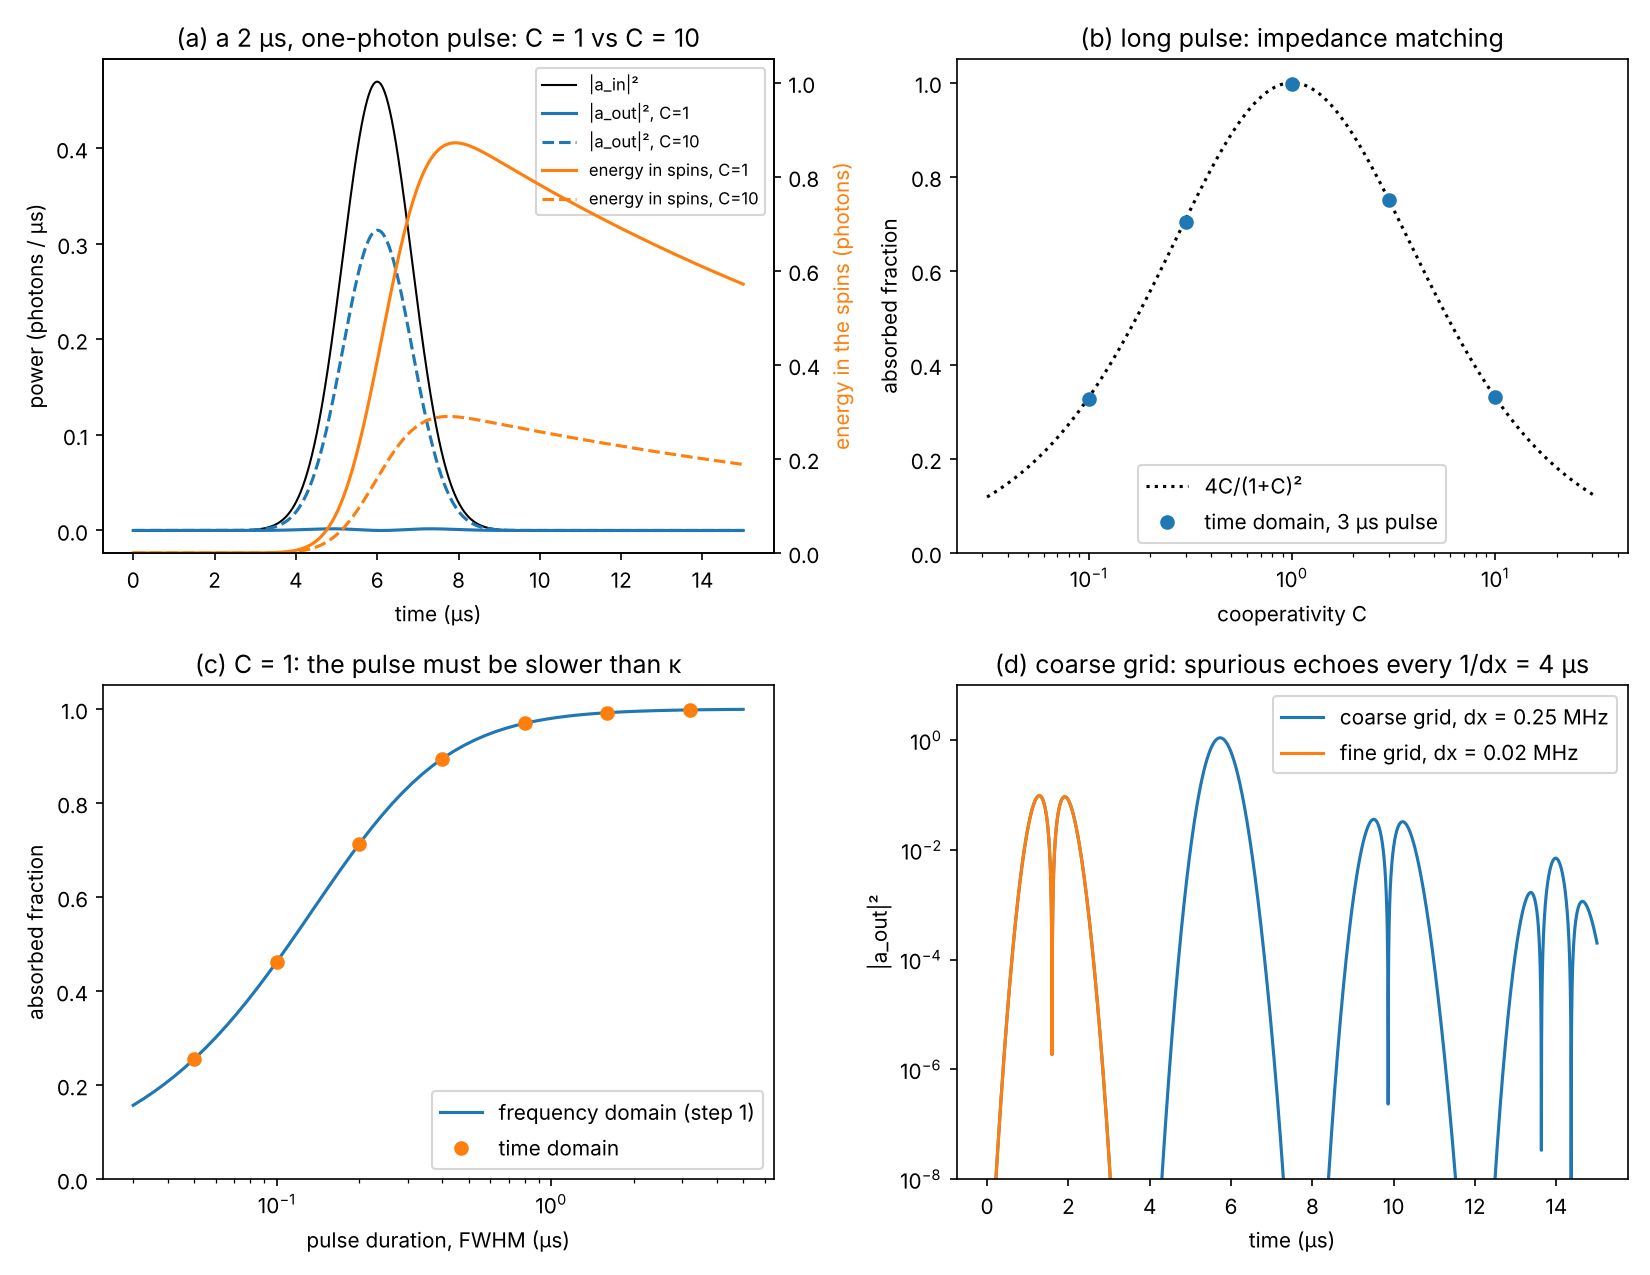 (a) a 2 µs, one-photon pulse: C = 1 vs C = 10
|a_in|²
|a_out|², C=1
|a_out|², C=10
energy in spins, C=1
energy in spins, C=10
power (photons / µs)
0.4
0.3
0.2
0.1
0.0
1.0
0.8
0.6
0.4
0.2
0.0
energy in the spins (photons)
0 2 4 6 8 10 12 14
time (µs)
(b) long pulse: impedance matching
absorbed fraction
1.0
0.8
0.6
0.4
0.2
0.0
4C/(1+C)²
time domain, 3 µs pulse
10⁻¹ 10⁰ 10¹
cooperativity C
(c) C = 1: the pulse must be slower than κ
absorbed fraction
1.0
0.8
0.6
0.4
0.2
0.0
frequency domain (step 1)
time domain
10⁻¹ 10⁰
pulse duration, FWHM (µs)
(d) coarse grid: spurious echoes every 1/dx = 4 µs
coarse grid, dx = 0.25 MHz
fine grid, dx = 0.02 MHz
|a_out|²
10⁰
10⁻²
10⁻⁴
10⁻⁶
10⁻⁸
0 2 4 6 8 10 12 14
time (µs)